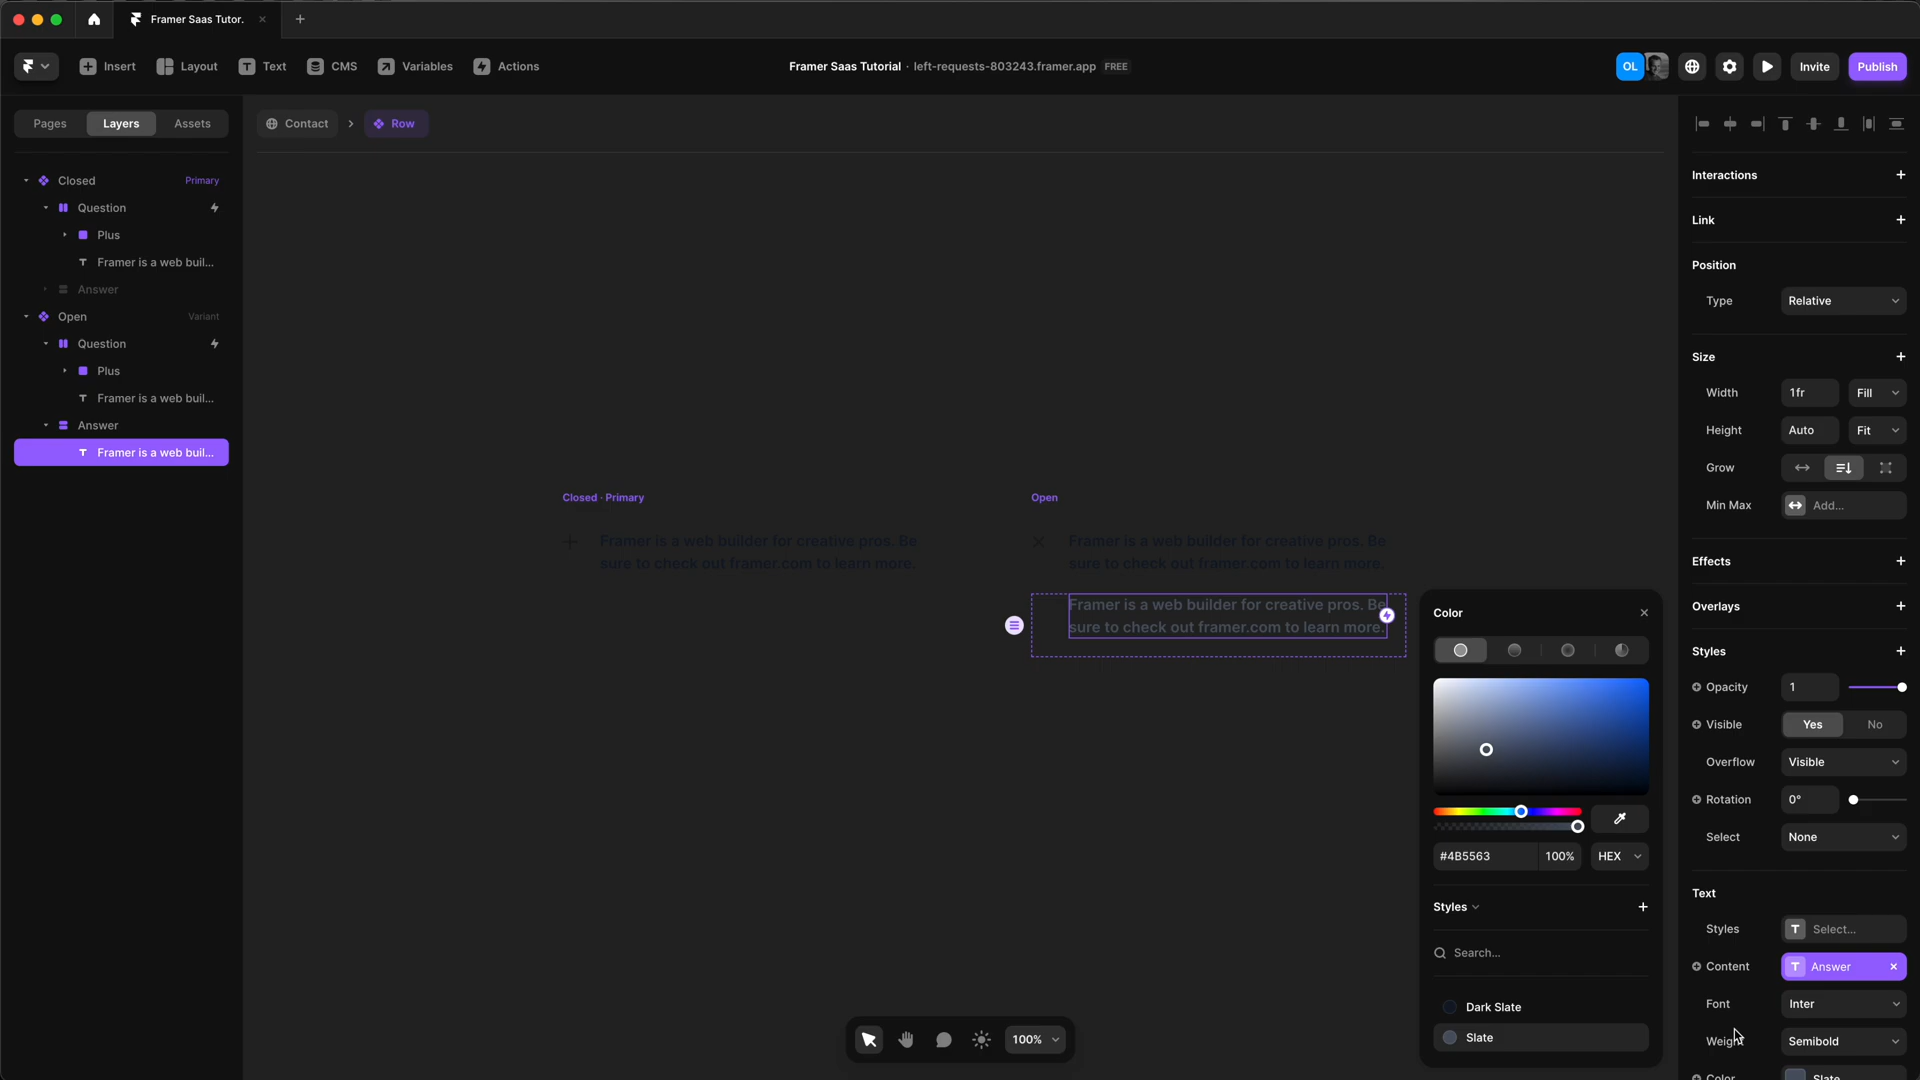 Framer Saas Tutor.
Insert
Layout
Text
CMS
Variables
Actions
Framer Saas Tutorial · left-requests-803243.framer.app FREE
OL
Invite
Publish
Pages
Layers
Assets
Contact
Row
Closed
Primary
Question
Plus
Framer is a web buil...
Answer
Open
Variant
Question
Plus
Framer is a web buil...
Answer
Framer is a web buil...
Closed · Primary
Framer is a web builder for creative pros. Be
sure to check out framer.com to learn more.
Open
Framer is a web builder for creative pros. Be
sure to check out framer.com to learn more.
Framer is a web builder for creative pros. Be
sure to check out framer.com to learn more.
100%
Color
#4B5563
100%
HEX
Styles
Search...
Dark Slate
Slate
Interactions
Link
Position
Type
Relative
Size
Width
1fr
Fill
Height
Auto
Fit
Grow
Min Max
Add...
Effects
Overlays
Styles
Opacity
1
Visible
Yes
No
Overflow
Visible
Rotation
0°
Select
None
Text
Styles
Select...
Content
Answer
Font
Inter
Weight
Semibold
Color
Slate